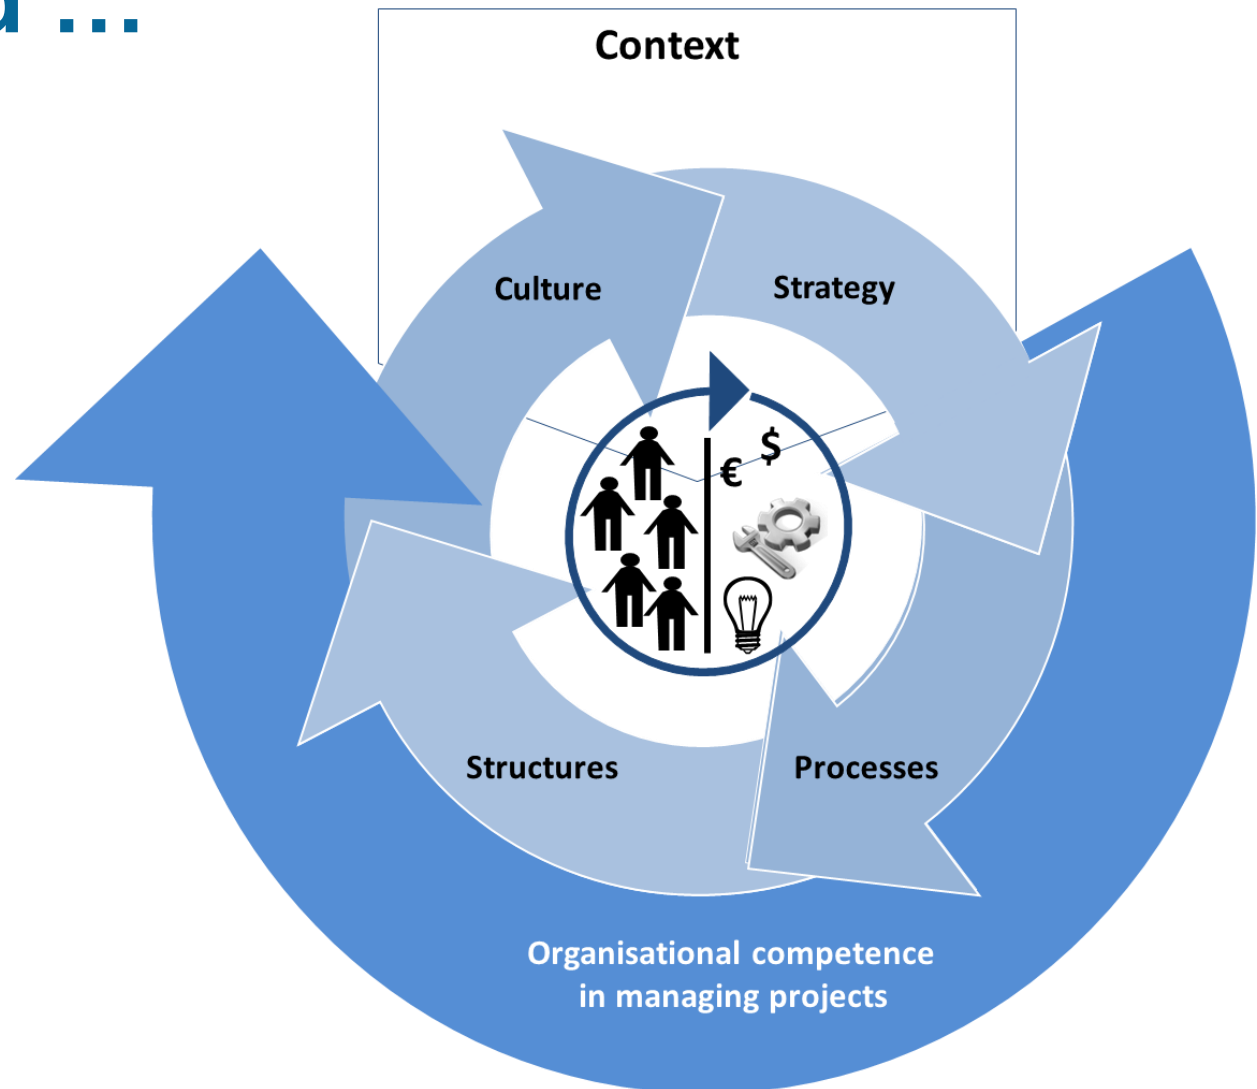 ...
Context
Culture
Strategy
€
$
Structures
Processes
Organisational competence
in managing projects